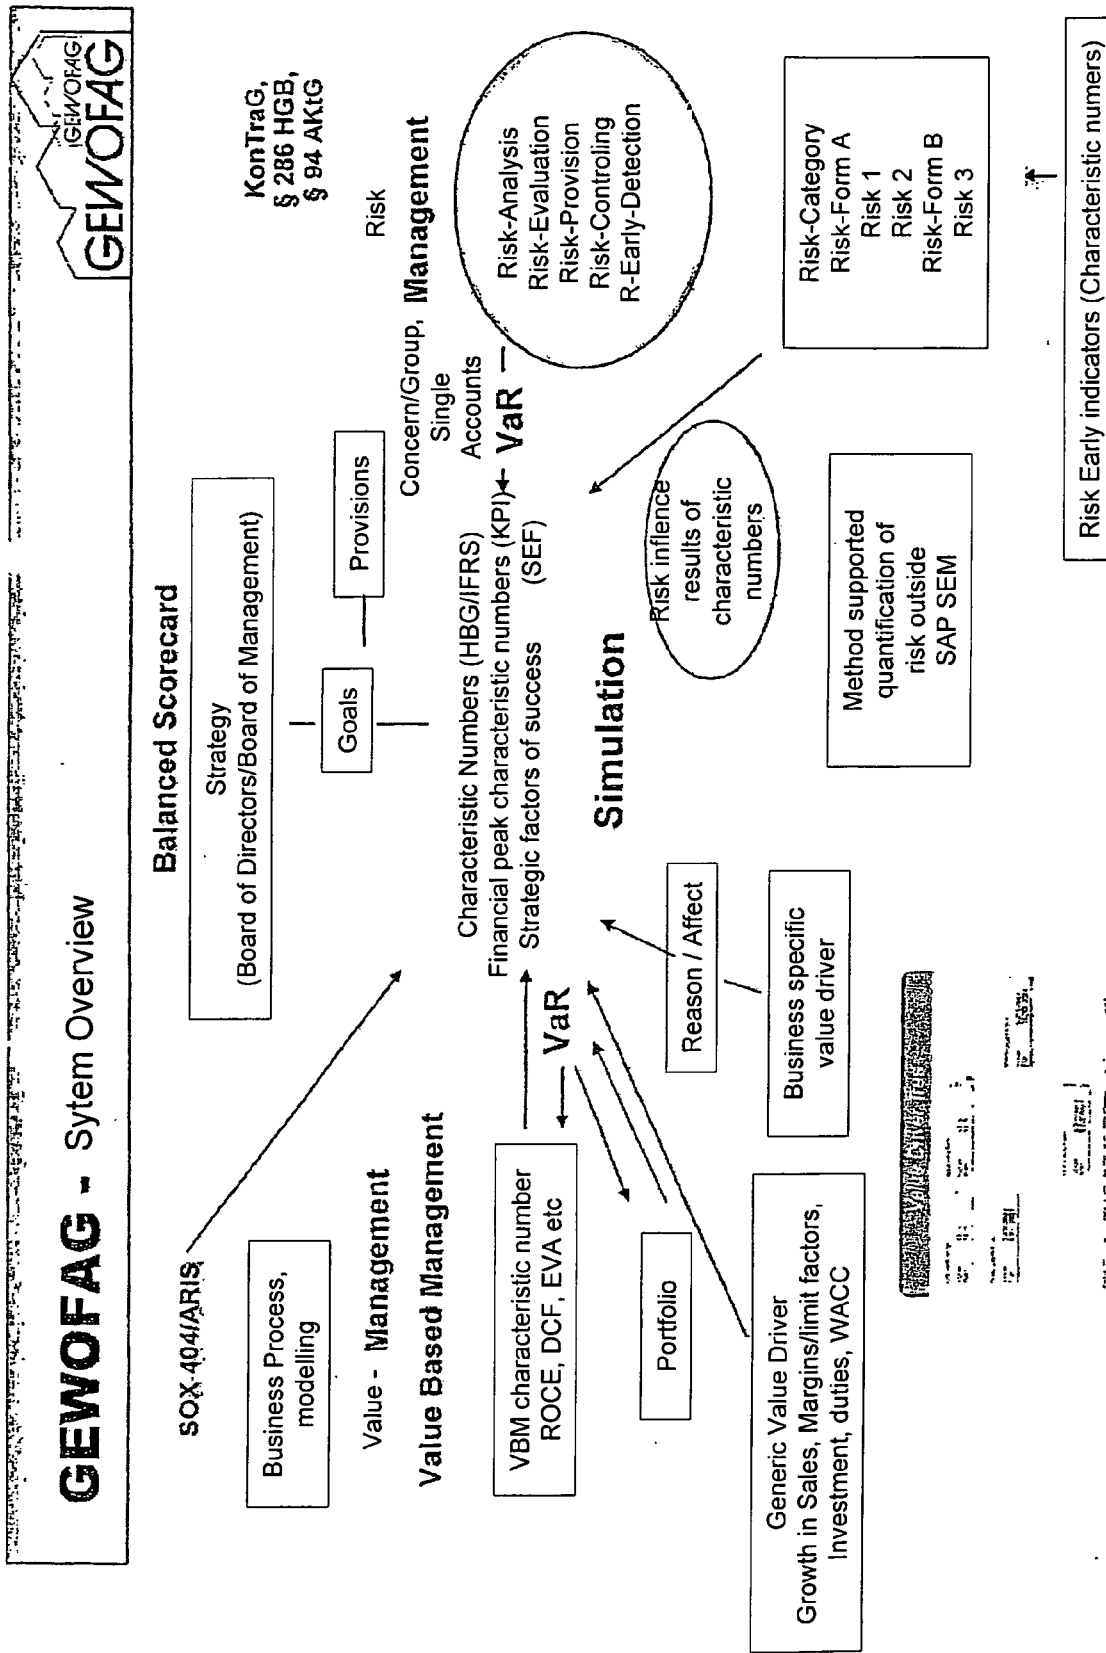 GEWOFAG - Sytem Overview
GEWOFAG
GEWOFAG
Balanced Scorecard
Strategy
(Board of Directors/Board of Management)
Goals
Provisions
SOX-404/ARIS
Business Process,
modelling
Value - Management
Value Based Management
VBM characteristic number
ROCE, DCF, EVA etc
VaR
Portfolio
Generic Value Driver
Growth in Sales, Margins/limit factors,
Investment, duties, WACC
Characteristic Numbers (HBG/IFRS)
Financial peak characteristic numbers (KPI)
Strategic factors of success (SEF)
Simulation
Reason / Affect
Business specific
value driver
KonTraG,
§ 286 HGB,
§ 94 AKtG
Risk
Management
Concern/Group,
Single
Accounts
VaR
Risk-Analysis
Risk-Evaluation
Risk-Provision
Risk-Controling
R-Early-Detection
Risk inflence
results of
characteristic
numbers
Risk-Category
Risk-Form A
Risk 1
Risk 2
Risk-Form B
Risk 3
Method supported
quantification of
risk outside
SAP SEM
Risk Early indicators (Characteristic numers)